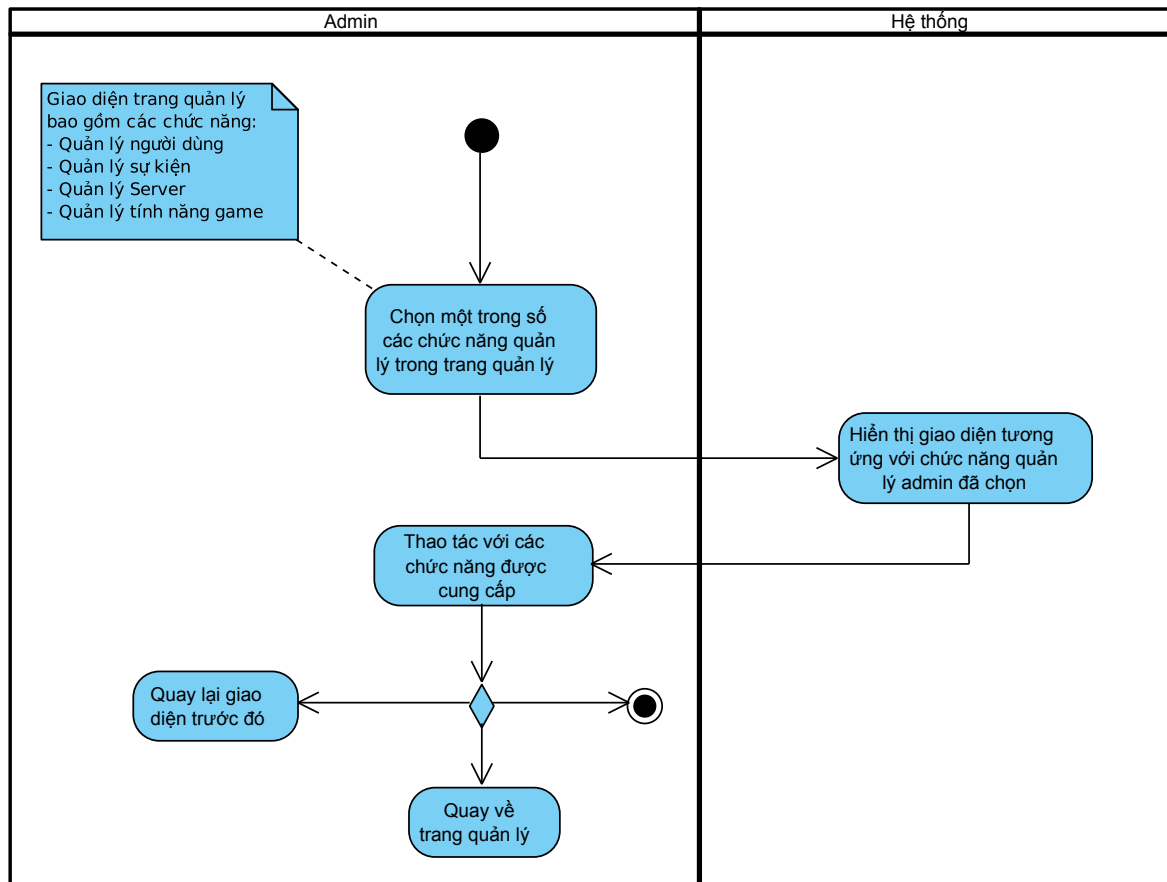 Admin
Hệ thống
Giao diện trang quản lý
bao gồm các chức năng:
- Quản lý người dùng
- Quản lý sự kiện
- Quản lý Server
- Quản lý tính năng game
Chọn một trong số
các chức năng quản
lý trong trang quản lý
Hiển thị giao diện tương
ứng với chức năng quản
lý admin đã chọn
Thao tác với các
chức năng được
cung cấp
Quay lại giao
diện trước đó
Quay về
trang quản lý